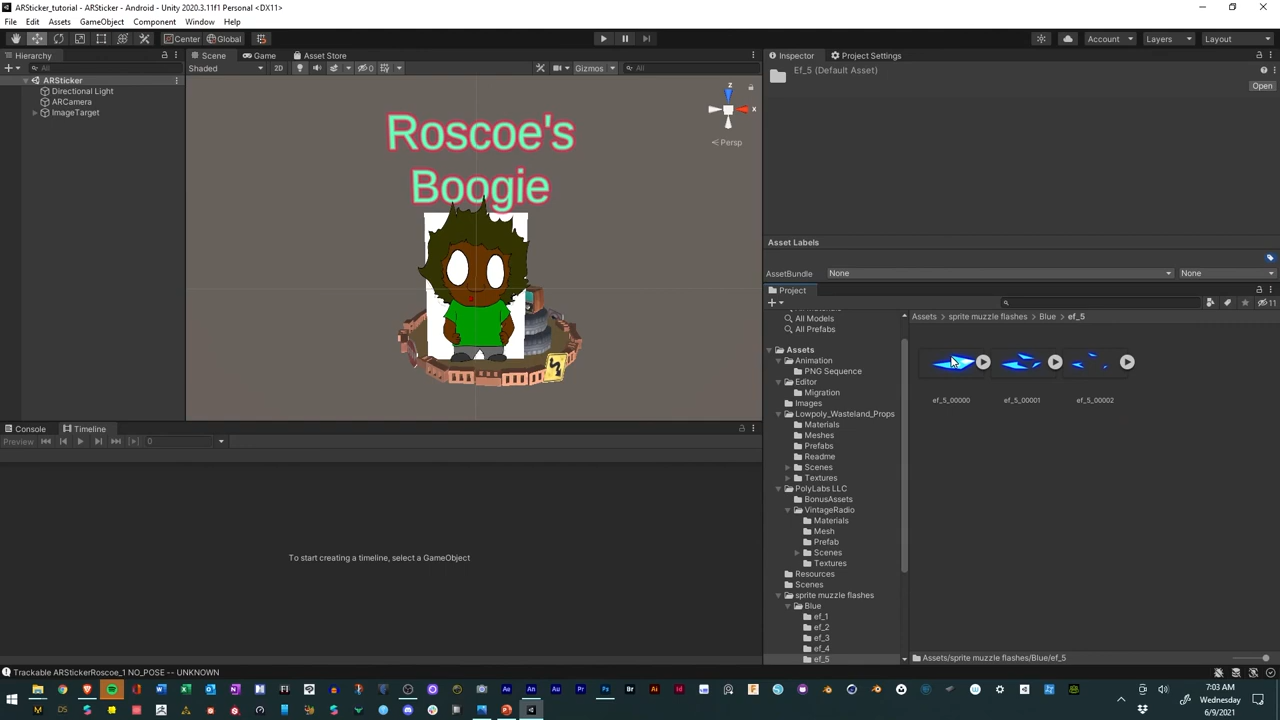 ARSticker_tutorial - ARSticker - Android - Unity 2020.3.11f1 Personal <DX11>
File Edit Assets GameObject Component Window Help
Center Global Account Layers Layout
Hierarchy
All
ARSticker
Directional Light
ARCamera
ImageTarget
Scene Game Asset Store
Shaded 2D 0 Gizmos All
Z
X
Persp
Roscoe's
Boogie
Console Timeline
Preview 0
To start creating a timeline, select a GameObject
Inspector Project Settings
Ef_5 (Default Asset)
Open
Asset Labels
AssetBundle None None
Project
11
All Models
All Prefabs
Assets
Animation
PNG Sequence
Editor
Migration
Images
Lowpoly_Wasteland_Props
Materials
Meshes
Prefabs
Readme
Scenes
Textures
PolyLabs LLC
BonusAssets
VintageRadio
Materials
Mesh
Prefab
Scenes
Textures
Resources
Scenes
sprite muzzle flashes
Blue
ef_1
ef_2
ef_3
ef_4
ef_5
Assets > sprite muzzle flashes > Blue > ef_5
ef_5_00000 ef_5_00001 ef_5_00002
Assets/sprite muzzle flashes/Blue/ef_5
Trackable ARStickerRoscoe_1 NO_POSE -- UNKNOWN
7:03 AM
Wednesday
6/9/2021